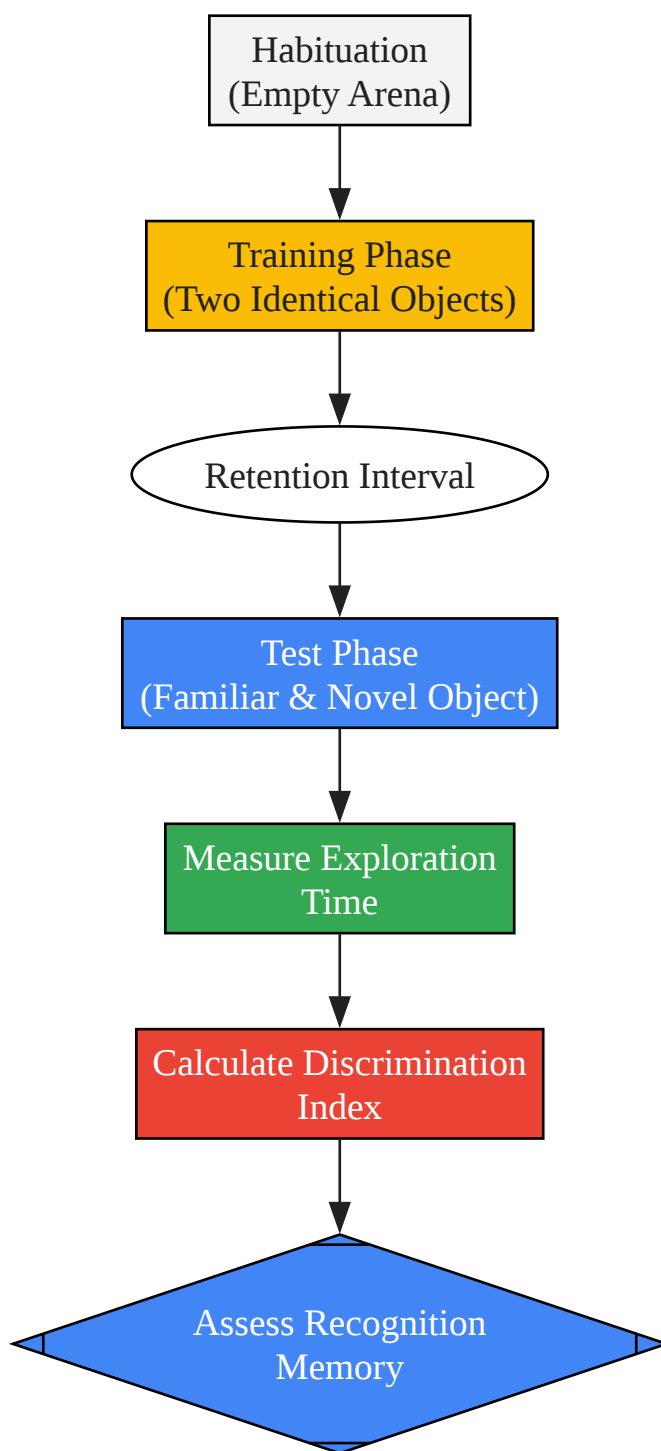 Habituation
(Empty Arena)
Training Phase
(Two Identical Objects)
Retention Interval
Test Phase
(Familiar & Novel Object)
Measure Exploration
Time
Calculate Discrimination
Index
Assess Recognition
Memory